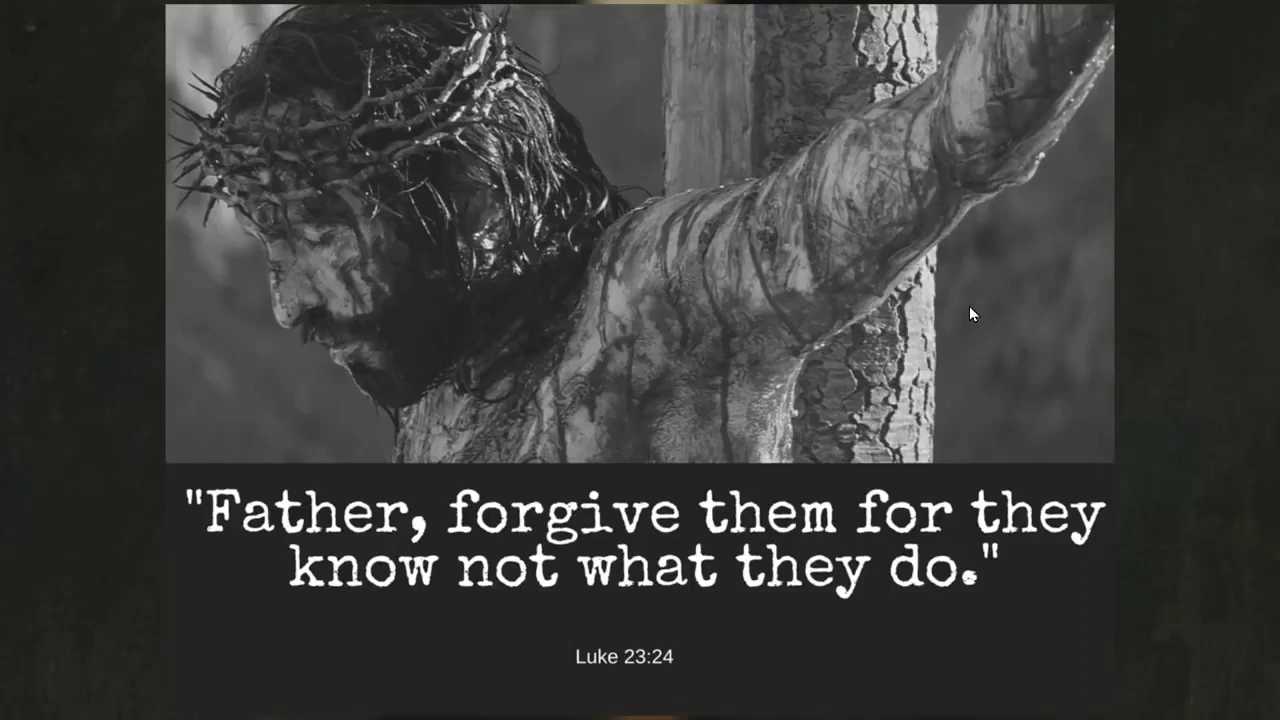 "Father, forgive them for they
know not what they do."
Luke 23:24